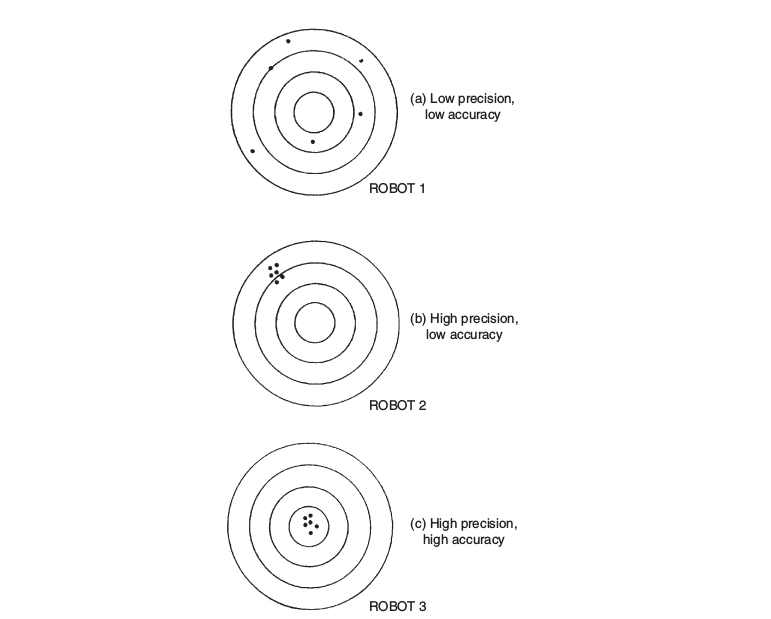 (a) Low precision,
low accuracy
ROBOT 1
(b) High precision,
low accuracy
ROBOT 2
(c) High precision,
high accuracy
ROBOT 3